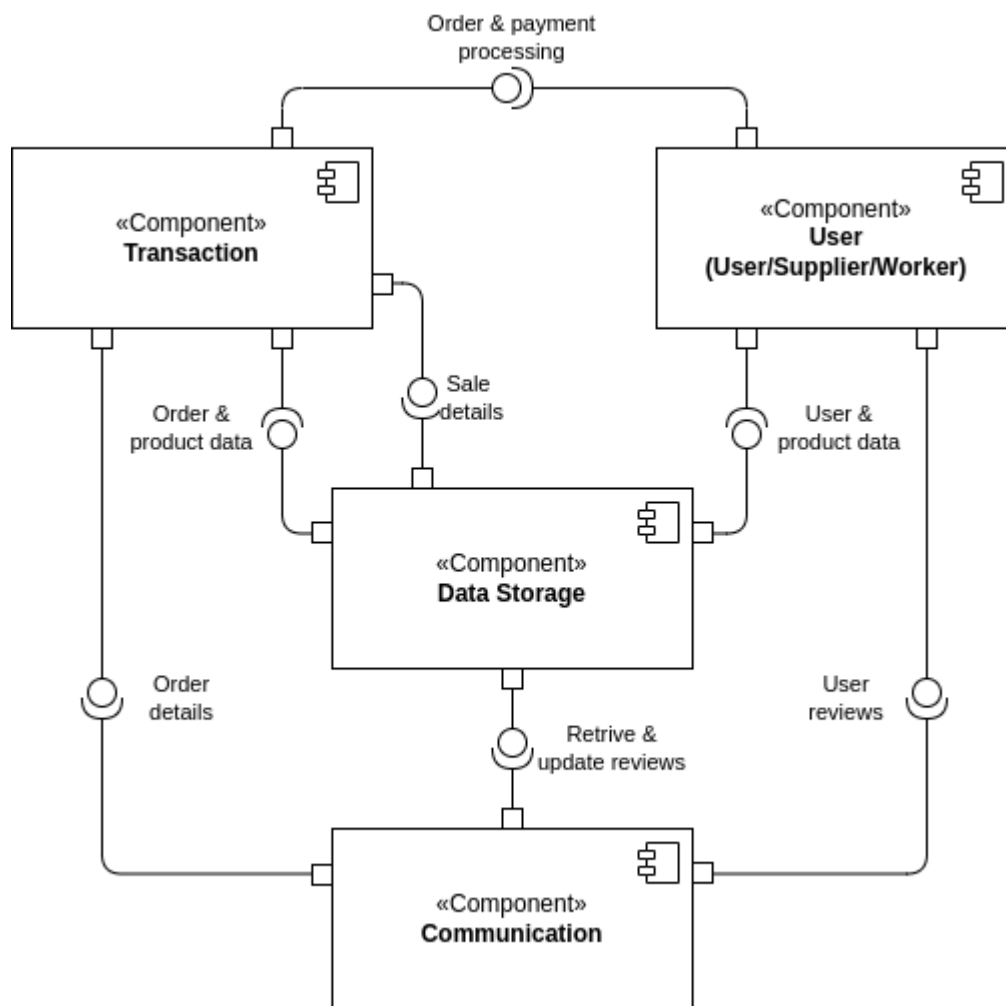 Order & payment
processing
«Component»
Transaction
«Component»
User
(User/Supplier/Worker)
Order &
product data
Sale
details
User &
product data
«Component»
Data Storage
Order
details
Retrive &
update reviews
User
reviews
«Component»
Communication